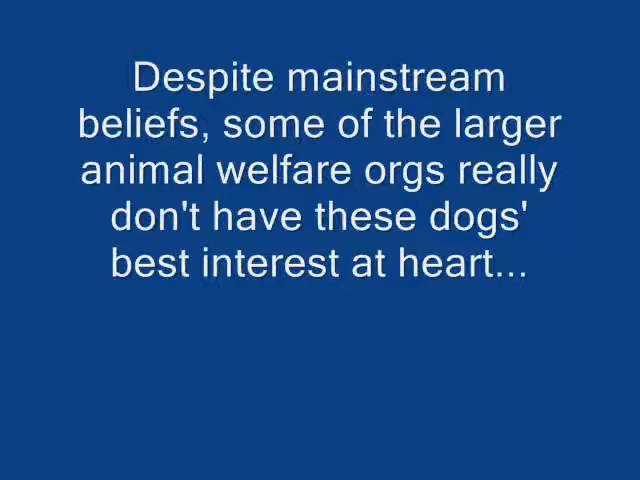 Despite mainstream
beliefs, some of the larger
animal welfare orgs really
don't have these dogs'
best interest at heart...